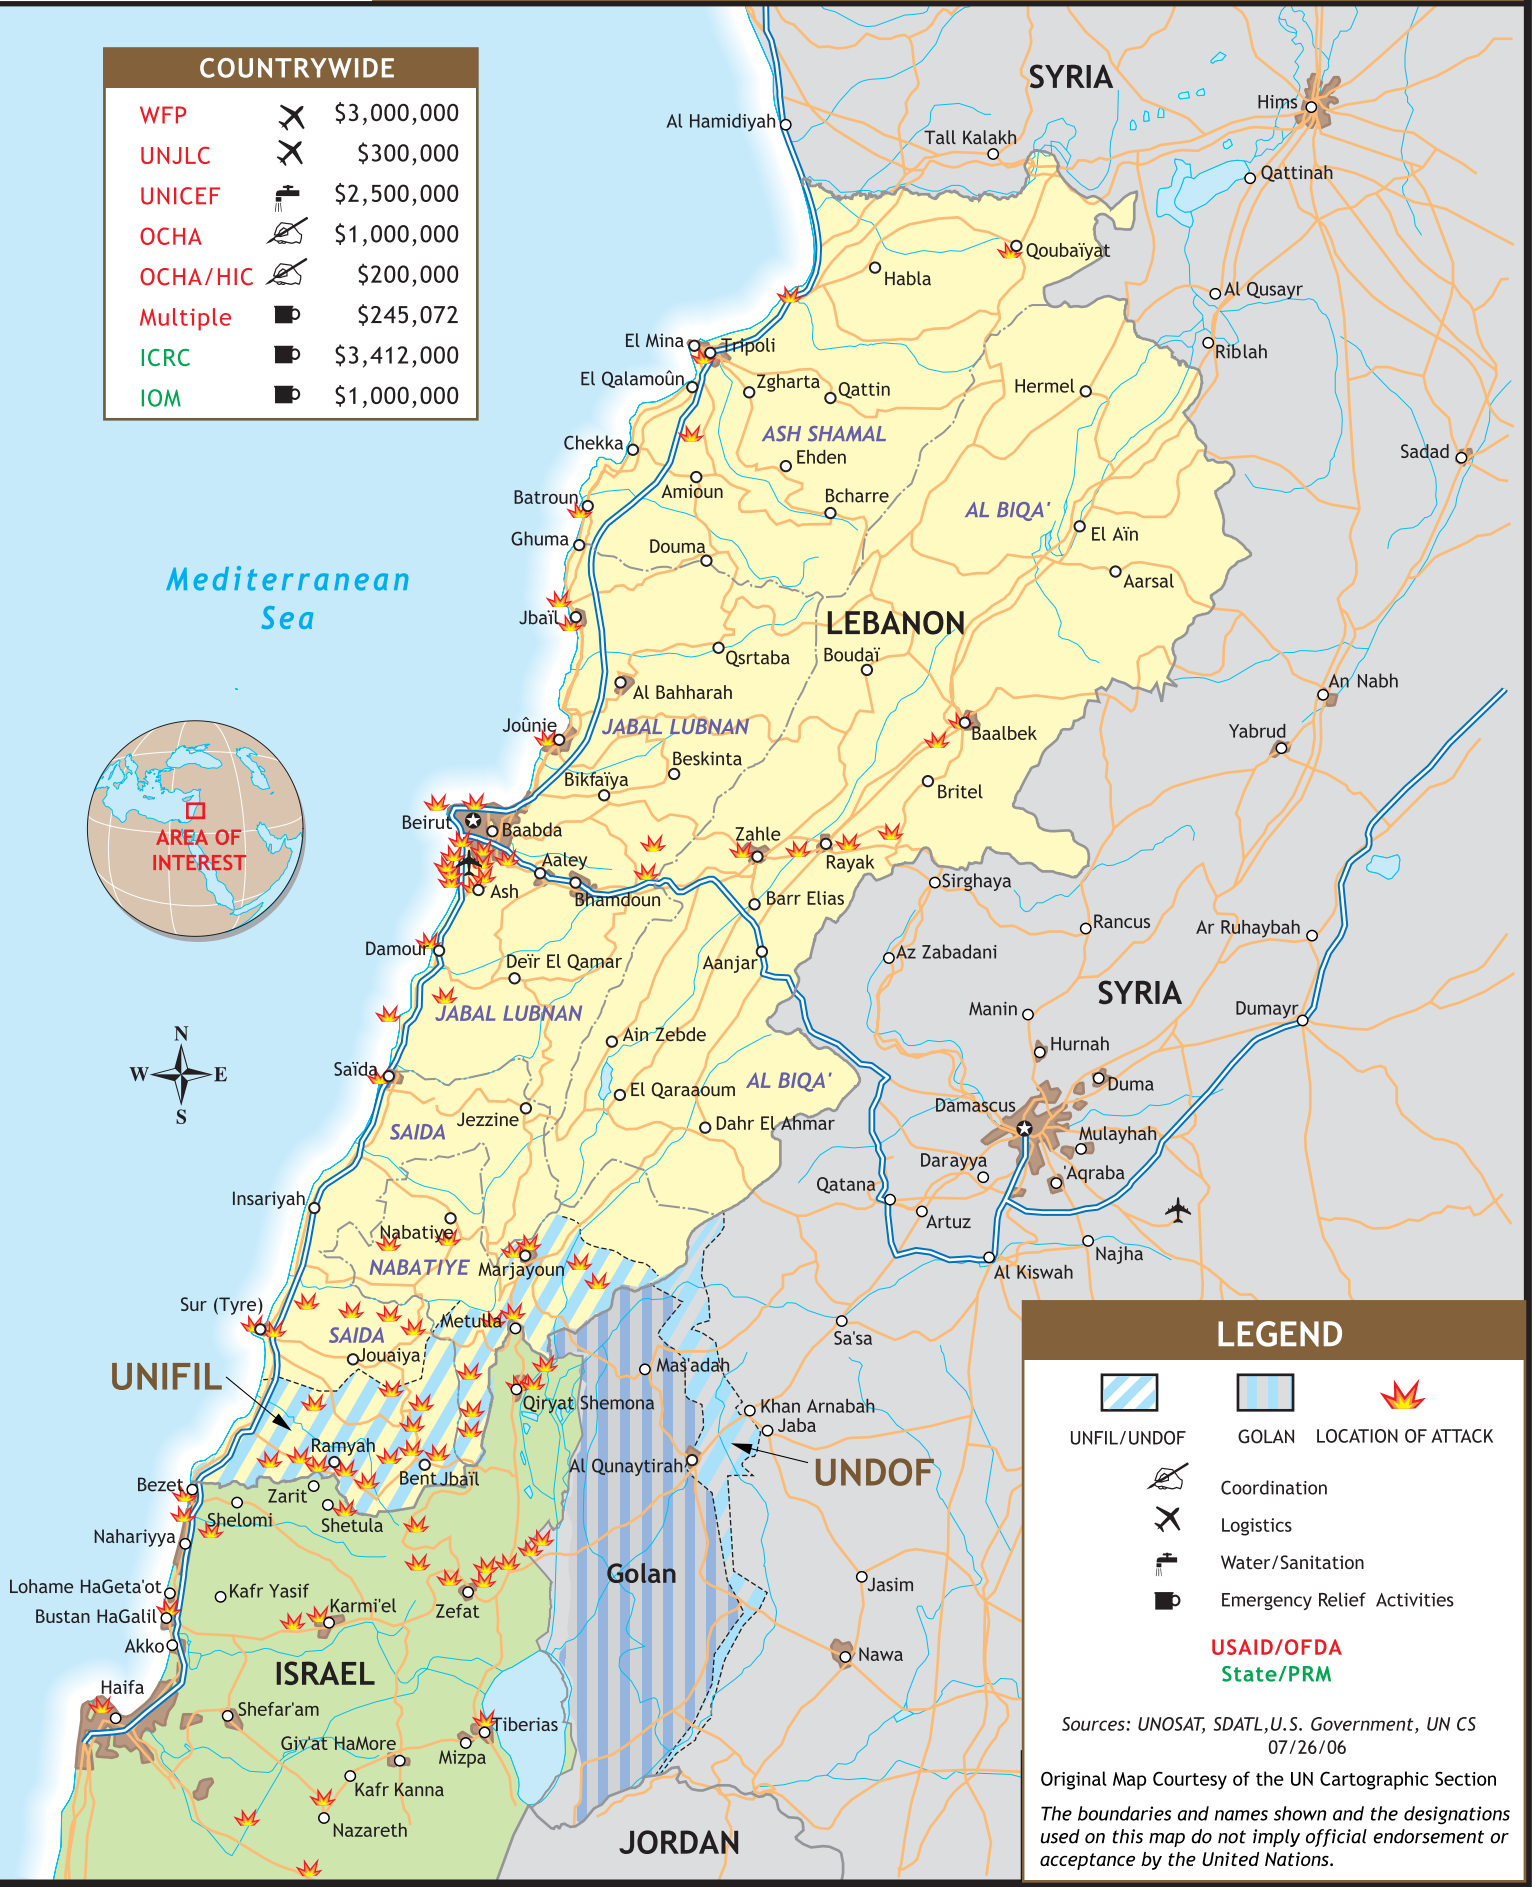 COUNTRYWIDE
WFP $3,000,000
UNJLC $300,000
UNICEF $2,500,000
OCHA $1,000,000
OCHA/HIC $200,000
Multiple $245,072
ICRC $3,412,000
IOM $1,000,000
SYRIA
Hims
Al Hamidiyah
Tall Kalakh
Qattinah
Qoubaïyat
Habla
Al Qusayr
El Mina
Tripoli
Riblah
El Qalamoûn
Zgharta
Qattin
Hermel
ASH SHAMAL
Chekka
Ehden
Sadad
Amioun
Batroun
Bcharre
AL BIQA'
El Aïn
Ghuma
Douma
Aarsal
Mediterranean
Sea
Jbaïl
LEBANON
Qsrtaba
Boudaï
Al Bahharah
An Nabh
Joûnie
JABAL LUBNAN
Baalbek
Yabrud
Beskinta
Bikfaïya
Britel
AREA OF
INTEREST
Beirut
Baabda
Zahle
Rayak
Aaley
Sirghaya
Ash
Bhamdoun
Barr Elias
Rancus
Ar Ruhaybah
Damour
Deïr El Qamar
Aanjar
Az Zabadani
SYRIA
JABAL LUBNAN
Manin
Dumayr
N
W E
S
Ain Zebde
Hurnah
Saïda
AL BIQA'
Duma
El Qaraaoum
Damascus
Jezzine
Dahr El Ahmar
SAIDA
Mulayhah
Darayya
'Aqraba
Qatana
Insariyah
Artuz
Nabatiye
Najha
NABATIYE
Marjayoun
Al Kiswah
Sur (Tyre)
Metulla
SAIDA
Sa'sa
Jouaiya
Mas'adah
UNIFIL
Qiryat Shemona
Khan Arnabah
Jaba
Ramyah
Al Qunaytirah
UNDOF
Bent Jbaïl
Bezet
Zarit
Shelomi
Shetula
Nahariyya
Golan
Lohame HaGeta'ot
Kafr Yasif
Jasim
Bustan HaGalil
Karmi'el
Zefat
Akko
Nawa
ISRAEL
Haifa
Shefar'am
Tiberias
Giv'at HaMore
Mizpa
Kafr Kanna
Nazareth
JORDAN
LEGEND
UNFIL/UNDOF GOLAN LOCATION OF ATTACK
Coordination
Logistics
Water/Sanitation
Emergency Relief Activities
USAID/OFDA
State/PRM
Sources: UNOSAT, SDATL,U.S. Government, UN CS
07/26/06
Original Map Courtesy of the UN Cartographic Section
The boundaries and names shown and the designations
used on this map do not imply official endorsement or
acceptance by the United Nations.